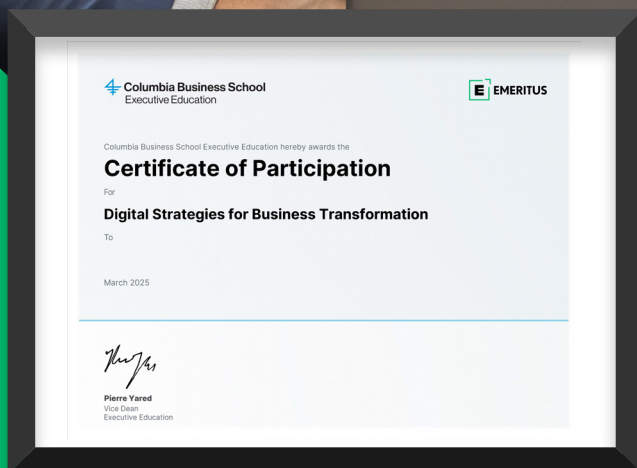 Columbia Business School
Executive Education
E EMERITUS
Columbia Business School Executive Education hereby awards the
Certificate of Participation
For
Digital Strategies for Business Transformation
To
March 2025
Pierre Yared
Vice Dean
Executive Education